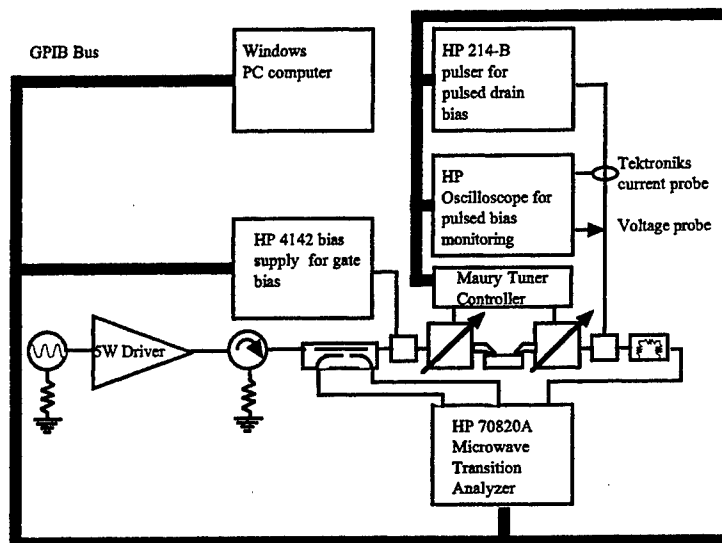 GPIB Bus
Windows
PC computer
HP 214-B
pulser for
pulsed drain
bias
Tektroniks
current probe
HP
Oscilloscope for
pulsed bias
monitoring
Voltage probe
HP 4142 bias
supply for gate
bias
Maury Tuner
Controller
5W Driver
HP 70820A
Microwave
Transition
Analyzer